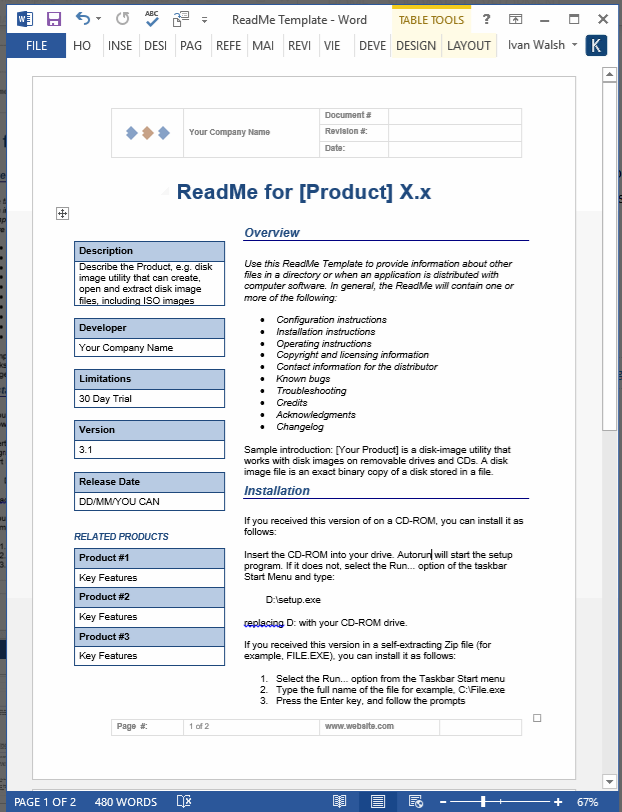 ABC
ReadMe Template - Word
TABLE TOOLS
?
FILE
HO
INSE
DESI
PAG
REFE
MAI
REVI
VIE
DEVE
DESIGN
LAYOUT
Ivan Walsh
K
Your Company Name
Document #
Revision #:
Date:
ReadMe for [Product] X.x
Description
Describe the Product, e.g. disk
image utility that can create,
open and extract disk image
files, including ISO images
Developer
Your Company Name
Limitations
30 Day Trial
Version
3.1
Release Date
DD/MM/YOU CAN
RELATED PRODUCTS
Product #1
Key Features
Product #2
Key Features
Product #3
Key Features
Overview
Use this ReadMe Template to provide information about other
files in a directory or when an application is distributed with
computer software. In general, the ReadMe will contain one or
more of the following:
• Configuration instructions
• Installation instructions
• Operating instructions
• Copyright and licensing information
• Contact information for the distributor
• Known bugs
• Troubleshooting
• Credits
• Acknowledgments
• Changelog
Sample introduction: [Your Product] is a disk-image utility that
works with disk images on removable drives and CDs. A disk
image file is an exact binary copy of a disk stored in a file.
Installation
If you received this version of on a CD-ROM, you can install it as
follows:
Insert the CD-ROM into your drive. Autorun will start the setup
program. If it does not, select the Run... option of the taskbar
Start Menu and type:
D:\setup.exe
replacing D: with your CD-ROM drive.
If you received this version in a self-extracting Zip file (for
example, FILE.EXE), you can install it as follows:
1. Select the Run... option from the Taskbar Start menu
2. Type the full name of the file for example, C:\File.exe
3. Press the Enter key, and follow the prompts
Page #:
1 of 2
www.website.com
PAGE 1 OF 2
480 WORDS
67%